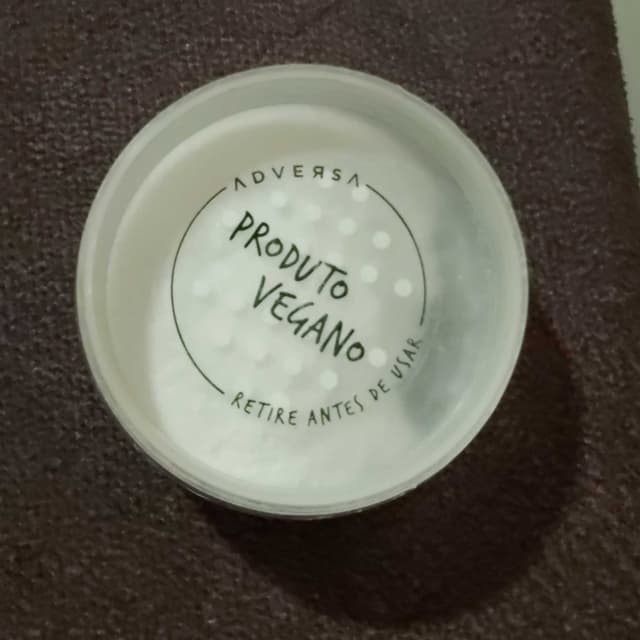 ADVERSA
PRODUTO
VEGANO
RETIRE ANTES DE USAR